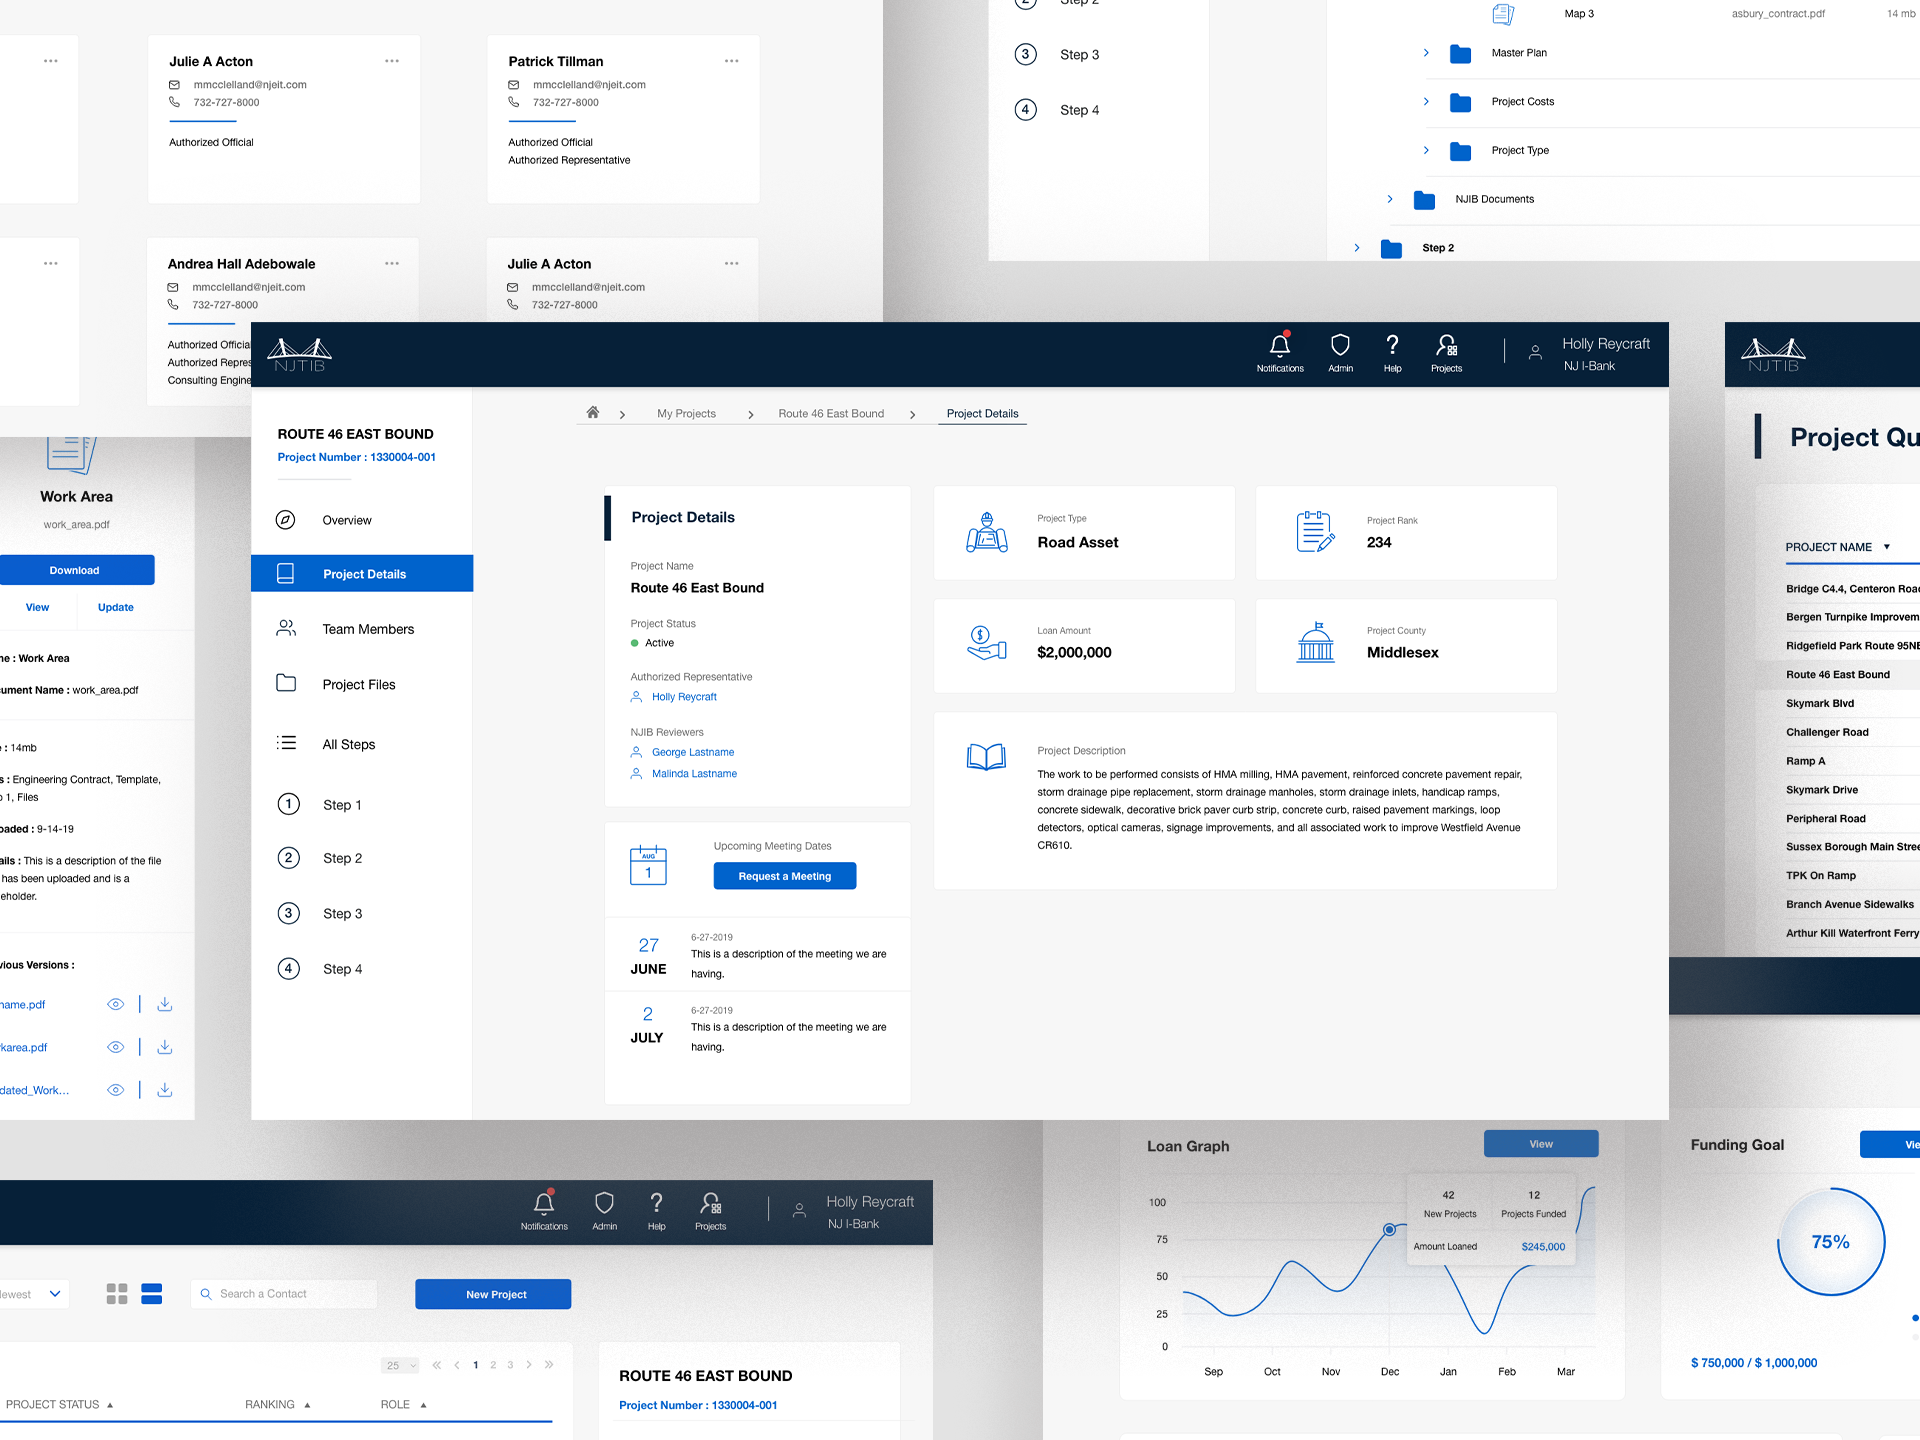 Julie A Acton
mmcclelland@njeit.com
732-727-8000
Authorized Official
Patrick Tillman
mmcclelland@njeit.com
732-727-8000
Authorized Official
Authorized Representative
Andrea Hall Adebowale
mmcclelland@njeit.com
732-727-8000
Authorized Officia
Authorized Repres
Consulting Engine
Julie A Acton
mmcclelland@njeit.com
732-727-8000
2 Step 2
3 Step 3
4 Step 4
Map 3 asbury_contract.pdf 14 mb
Master Plan
Project Costs
Project Type
NJIB Documents
Step 2
Work Area
work_area.pdf
Download
View Update
ne : Work Area
cument Name : work_area.pdf
: 14mb
s : Engineering Contract, Template,
1, Files
oaded : 9-14-19
ails : This is a description of the file
has been uploaded and is a
eholder.
vious Versions :
name.pdf
karea.pdf
dated_Work...
NJTIB
Notifications Admin Help Projects
Holly Reycraft
NJ I-Bank
ROUTE 46 EAST BOUND
Project Number : 1330004-001
Overview
Project Details
Team Members
Project Files
All Steps
1 Step 1
2 Step 2
3 Step 3
4 Step 4
My Projects Route 46 East Bound Project Details
Project Details
Project Name
Route 46 East Bound
Project Status
Active
Authorized Representative
Holly Reycraft
NJIB Reviewers
George Lastname
Malinda Lastname
AUG
1
Upcoming Meeting Dates
Request a Meeting
27
JUNE
6-27-2019
This is a description of the meeting we are
having.
2
JULY
6-27-2019
This is a description of the meeting we are
having.
Project Type
Road Asset
Project Rank
234
$
Loan Amount
$2,000,000
Project County
Middlesex
Project Description
The work to be performed consists of HMA milling, HMA pavement, reinforced concrete pavement repair,
storm drainage pipe replacement, storm drainage manholes, storm drainage inlets, handicap ramps,
concrete sidewalk, decorative brick paver curb strip, concrete curb, raised pavement markings, loop
detectors, optical cameras, signage improvements, and all associated work to improve Westfield Avenue
CR610.
NJTIB
Project Qu
PROJECT NAME
Bridge C4.4, Centeron Road
Bergen Turnpike Improvem
Ridgefield Park Route 95NE
Route 46 East Bound
Skymark Blvd
Challenger Road
Ramp A
Skymark Drive
Peripheral Road
Sussex Borough Main Stree
TPK On Ramp
Branch Avenue Sidewalks
Arthur Kill Waterfront Ferry
Notifications Admin Help Projects
Holly Reycraft
NJ I-Bank
ewest
Search a Contact
New Project
25 1 2 3
PROJECT STATUS RANKING ROLE
ROUTE 46 EAST BOUND
Project Number : 1330004-001
Loan Graph
View
100
75
50
25
0
Sep Oct Nov Dec Jan Feb Mar
42
New Projects
12
Projects Funded
Amount Loaned $245,000
Funding Goal
Vie
75%
$ 750,000 / $ 1,000,000